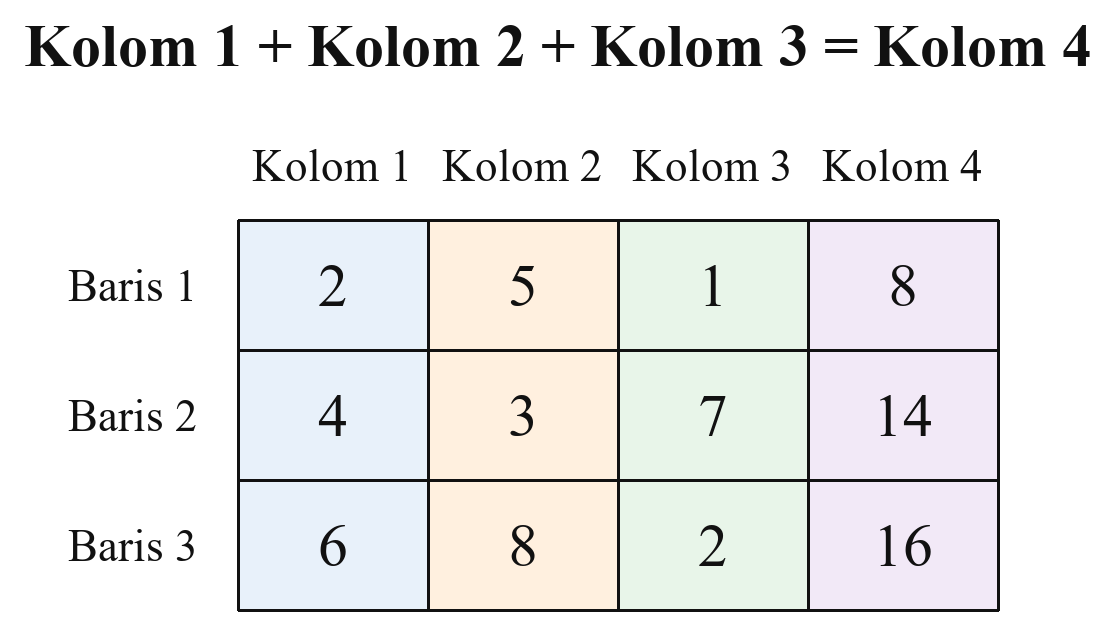 Kolom 1 + Kolom 2 + Kolom 3 = Kolom 4
Kolom 1 Kolom 2 Kolom 3 Kolom 4
Baris 1 2 5 1 8
Baris 2 4 3 7 14
Baris 3 6 8 2 16